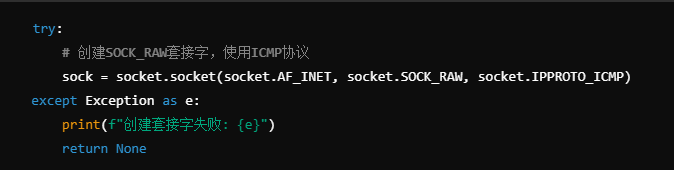 try:
    # 创建SOCK_RAW套接字，使用ICMP协议
    sock = socket.socket(socket.AF_INET, socket.SOCK_RAW, socket.IPPROTO_ICMP)
except Exception as e:
    print(f"创建套接字失败: {e}")
    return None